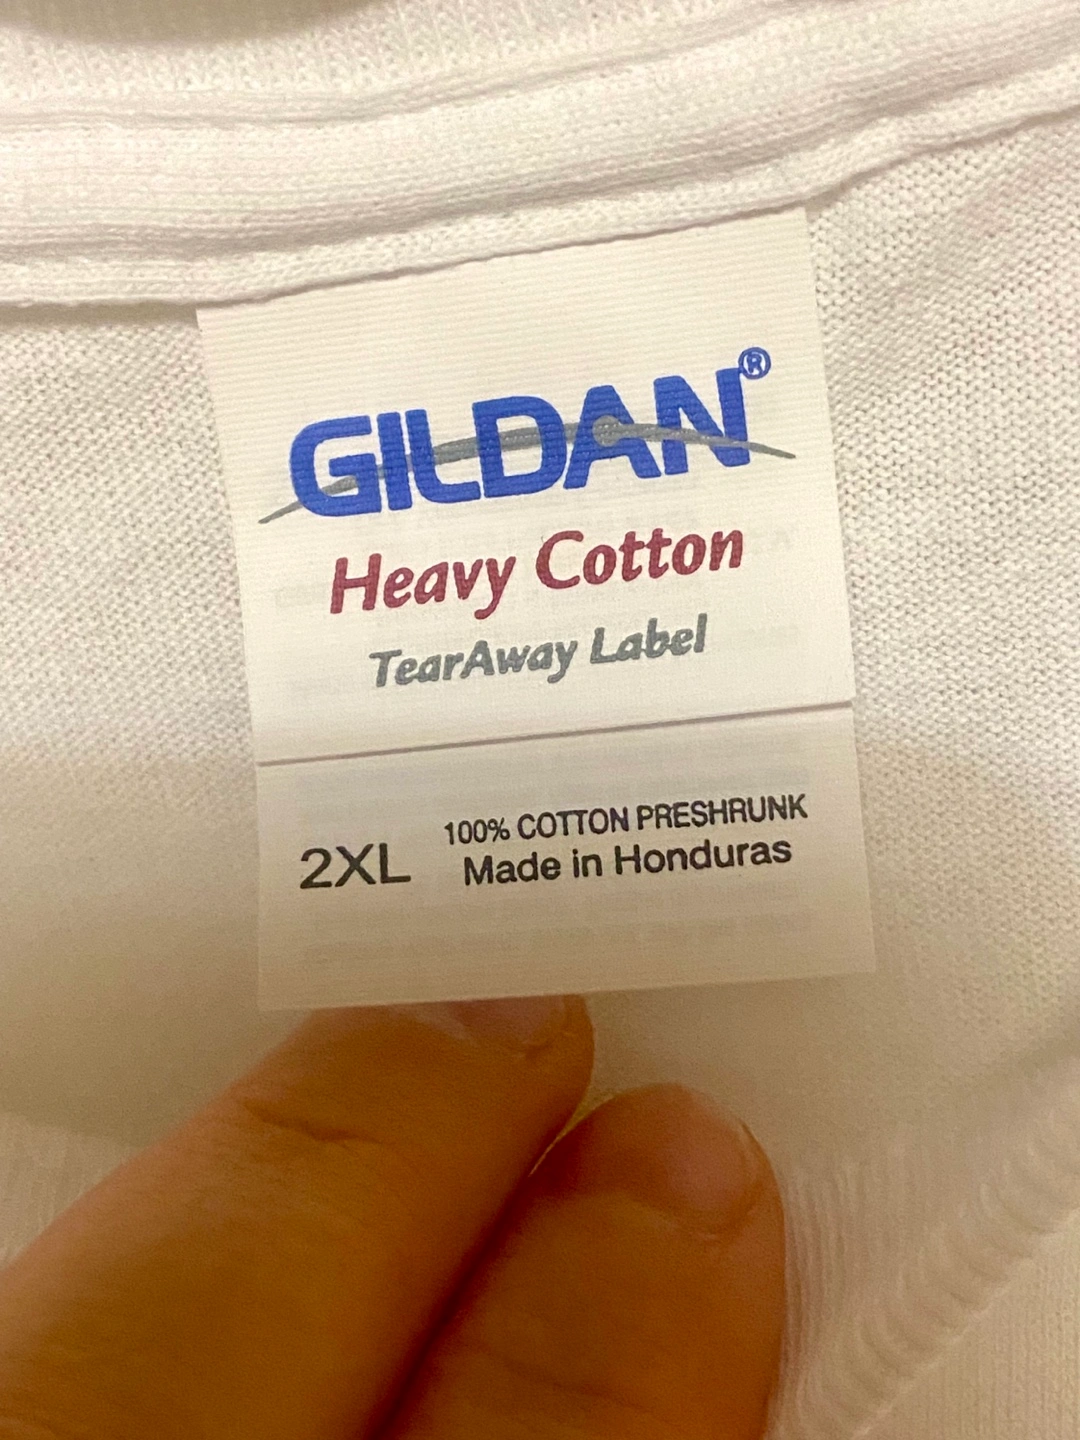 GILDAN®
Heavy Cotton
TearAway Label
2XL
100% COTTON PRESHRUNK
Made in Honduras